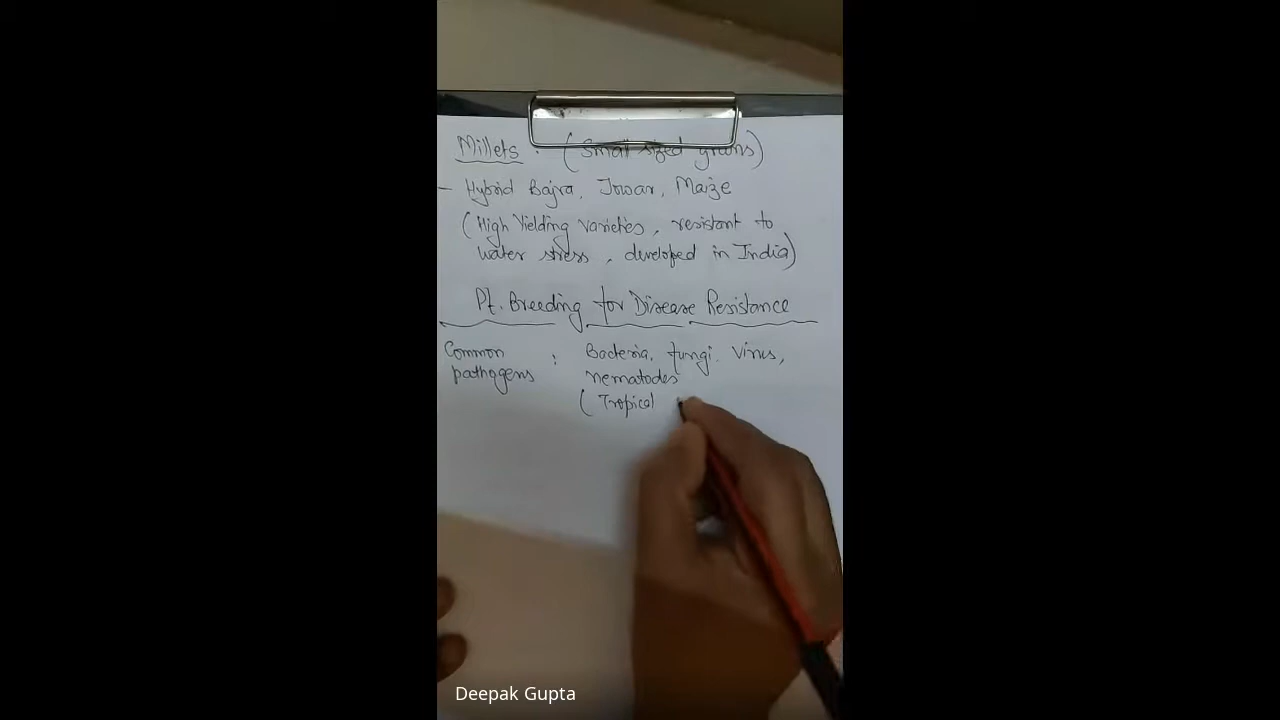 Millets : (Small sized grains)
- Hybrid Bajra, Jowar, Maize
(High Yielding varieties, resistant to
water stress, developed in India)
Pt. Breeding for Disease Resistance
Common pathogens : Bacteria, fungi, Virus,
nematodes
(Tropical
Deepak Gupta